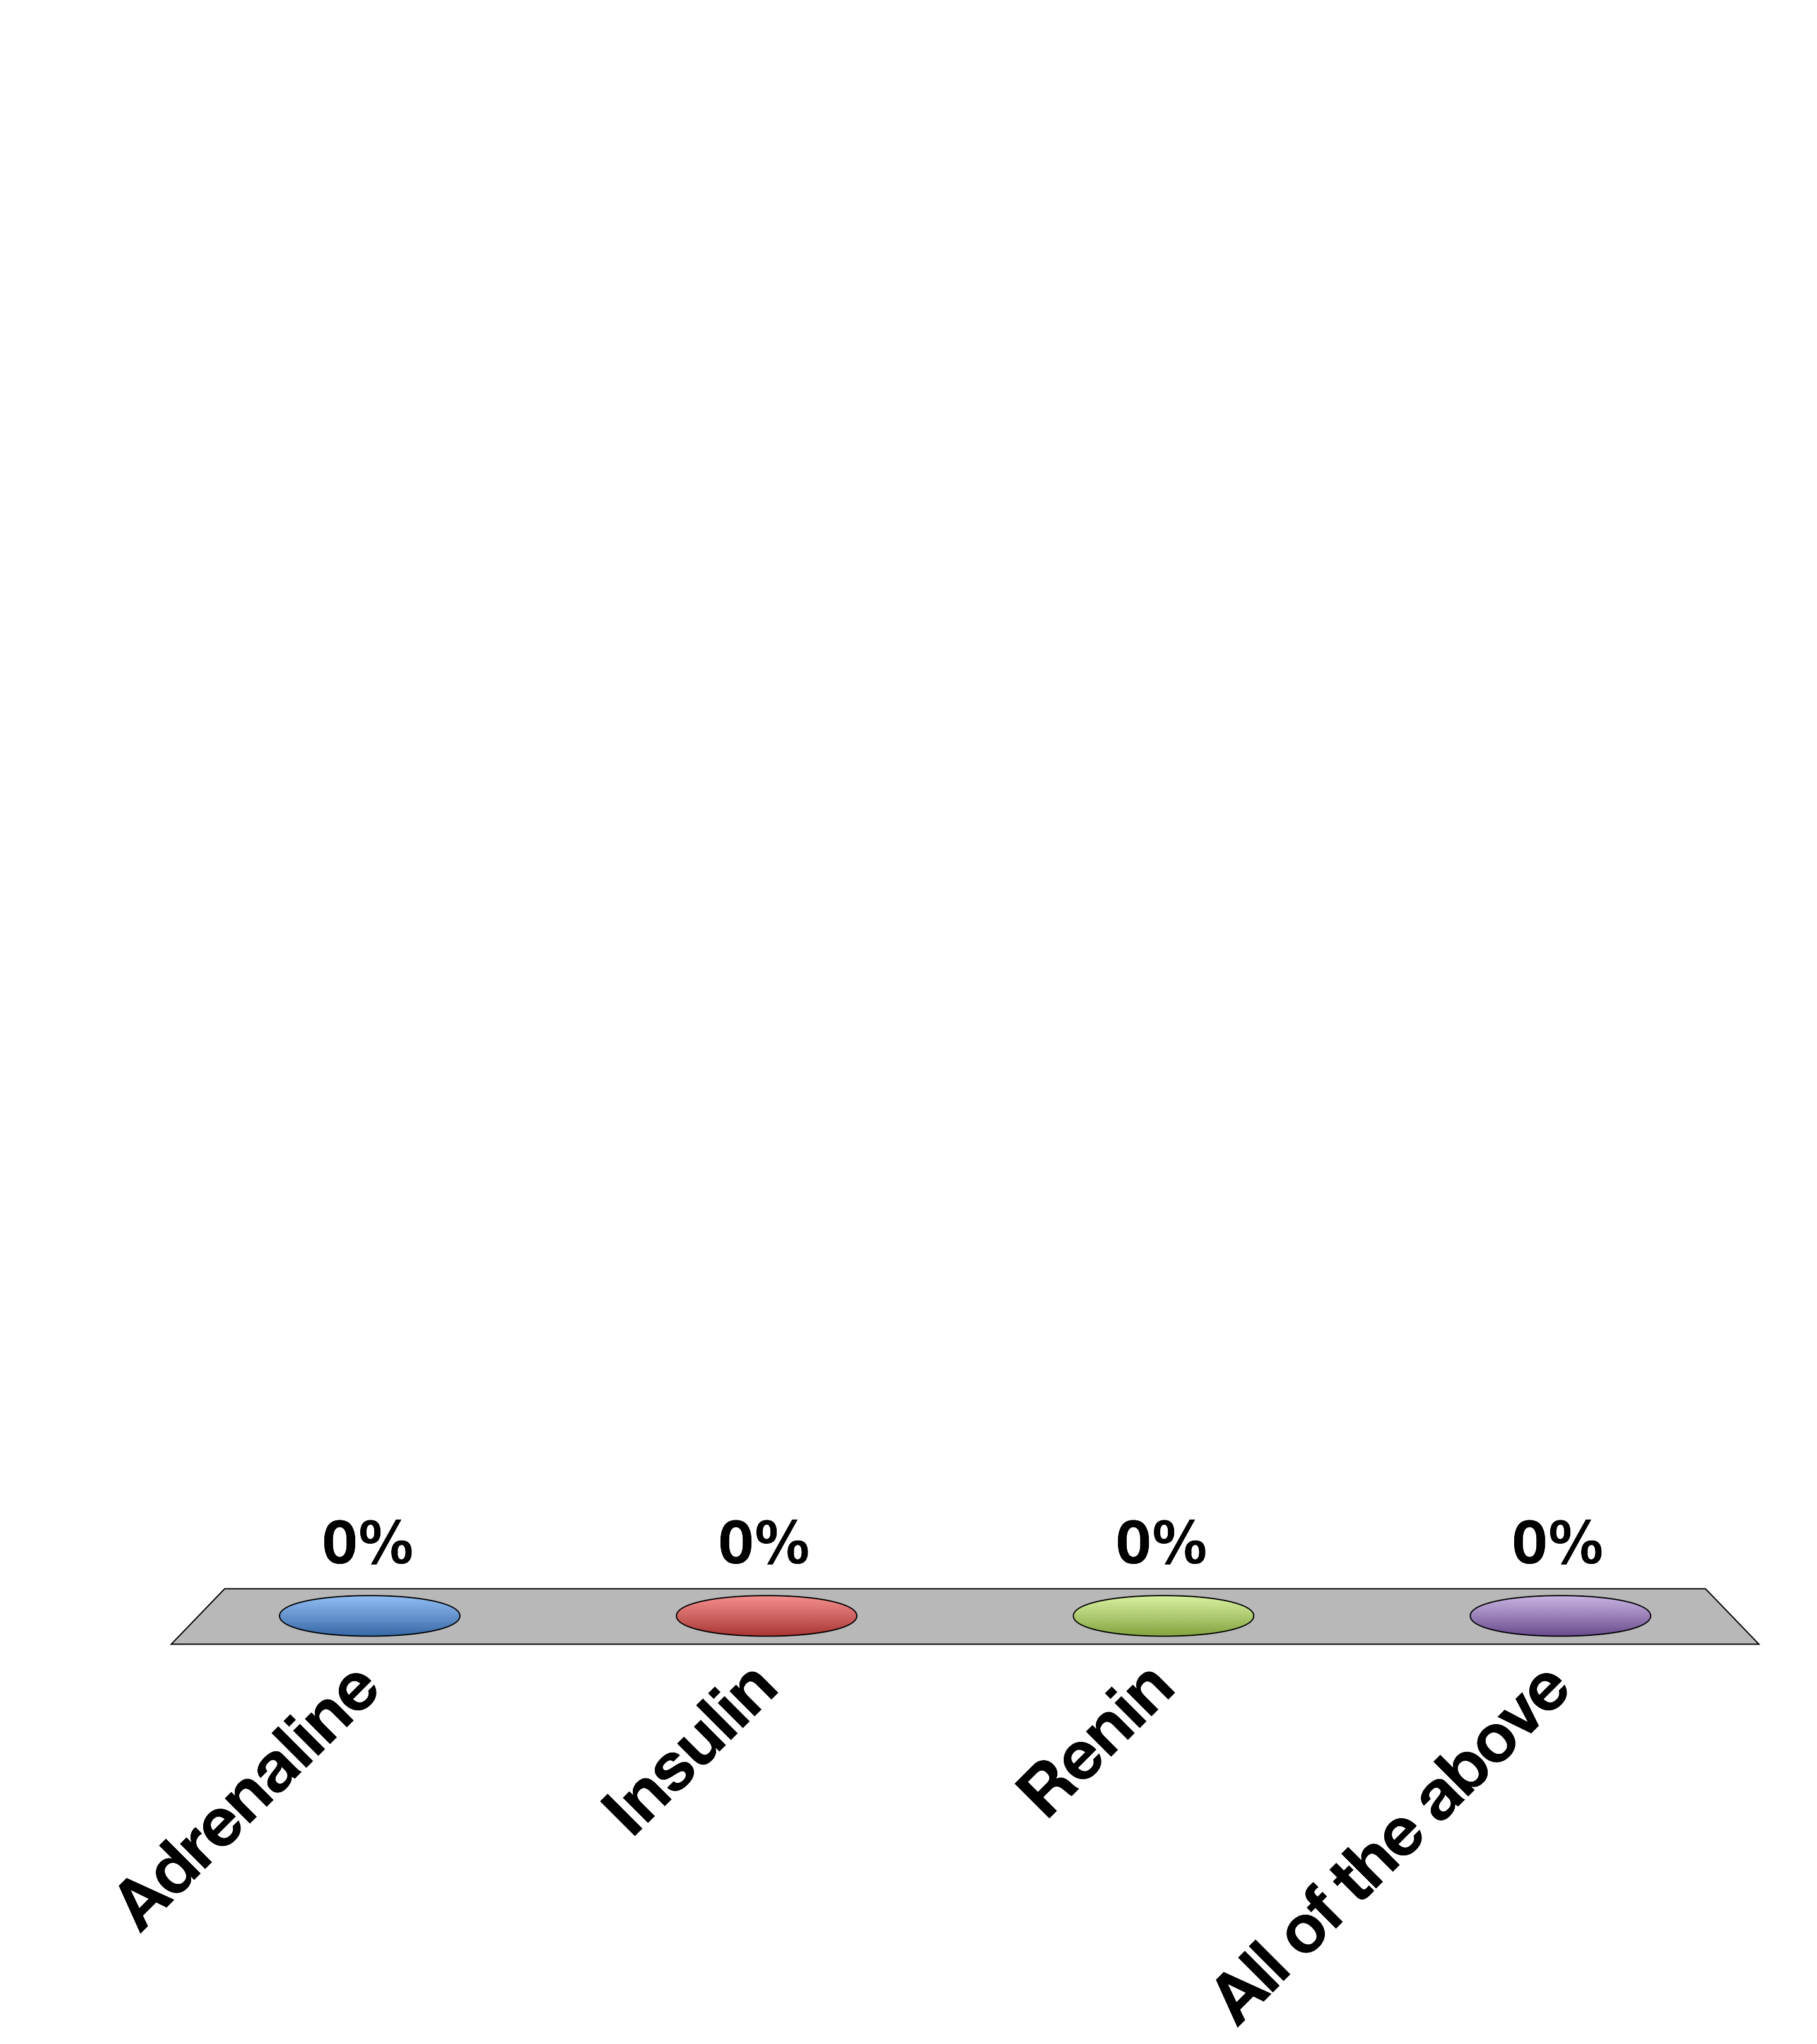 0% 0% 0% 0%
Adrenaline
Insulin
Renin
All of the above